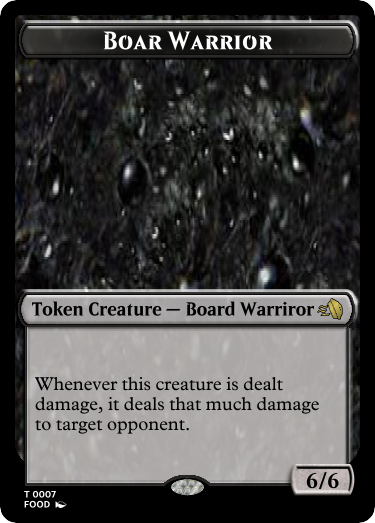 Boar Warrior
Token Creature — Board Warriror
Whenever this creature is dealt
damage, it deals that much damage
to target opponent.
6/6
T 0007
FOOD